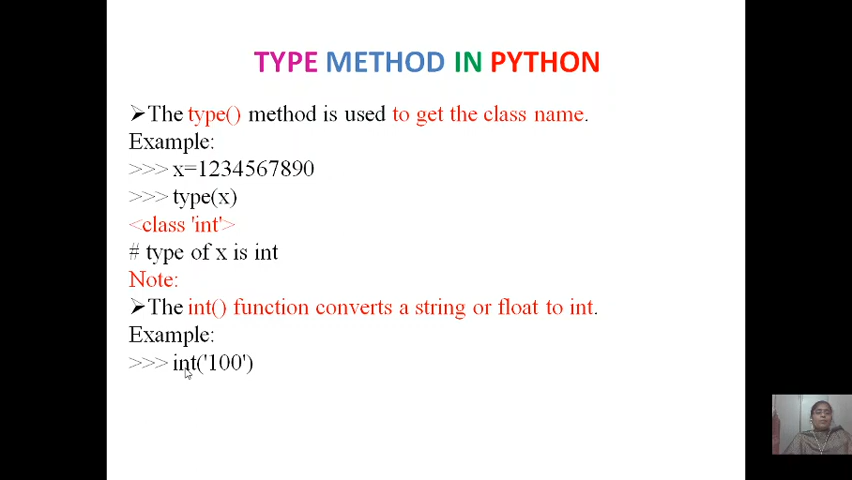 TYPE METHOD IN PYTHON
➢The type() method is used to get the class name.
Example:
>>> x=1234567890
>>> type(x)
<class 'int'>
# type of x is int
Note:
➢The int() function converts a string or float to int.
Example:
>>> int('100')